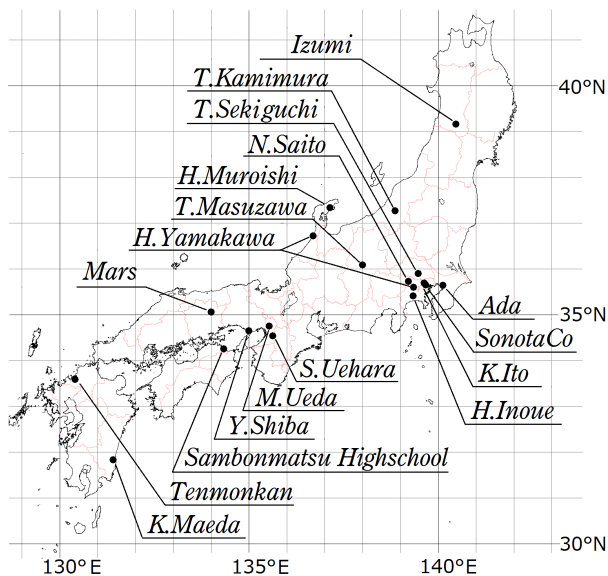 Izumi
T.Kamimura
40°N
T.Sekiguchi
N.Saito
H.Muroishi
T.Masuzawa
H.Yamakawa
Mars
Ada
35°N
SonotaCo
S.Uehara
K.Ito
M.Ueda
H.Inoue
Y.Shiba
Sambonmatsu Highschool
Tenmonkan
K.Maeda
30°N
130°E
135°E
140°E